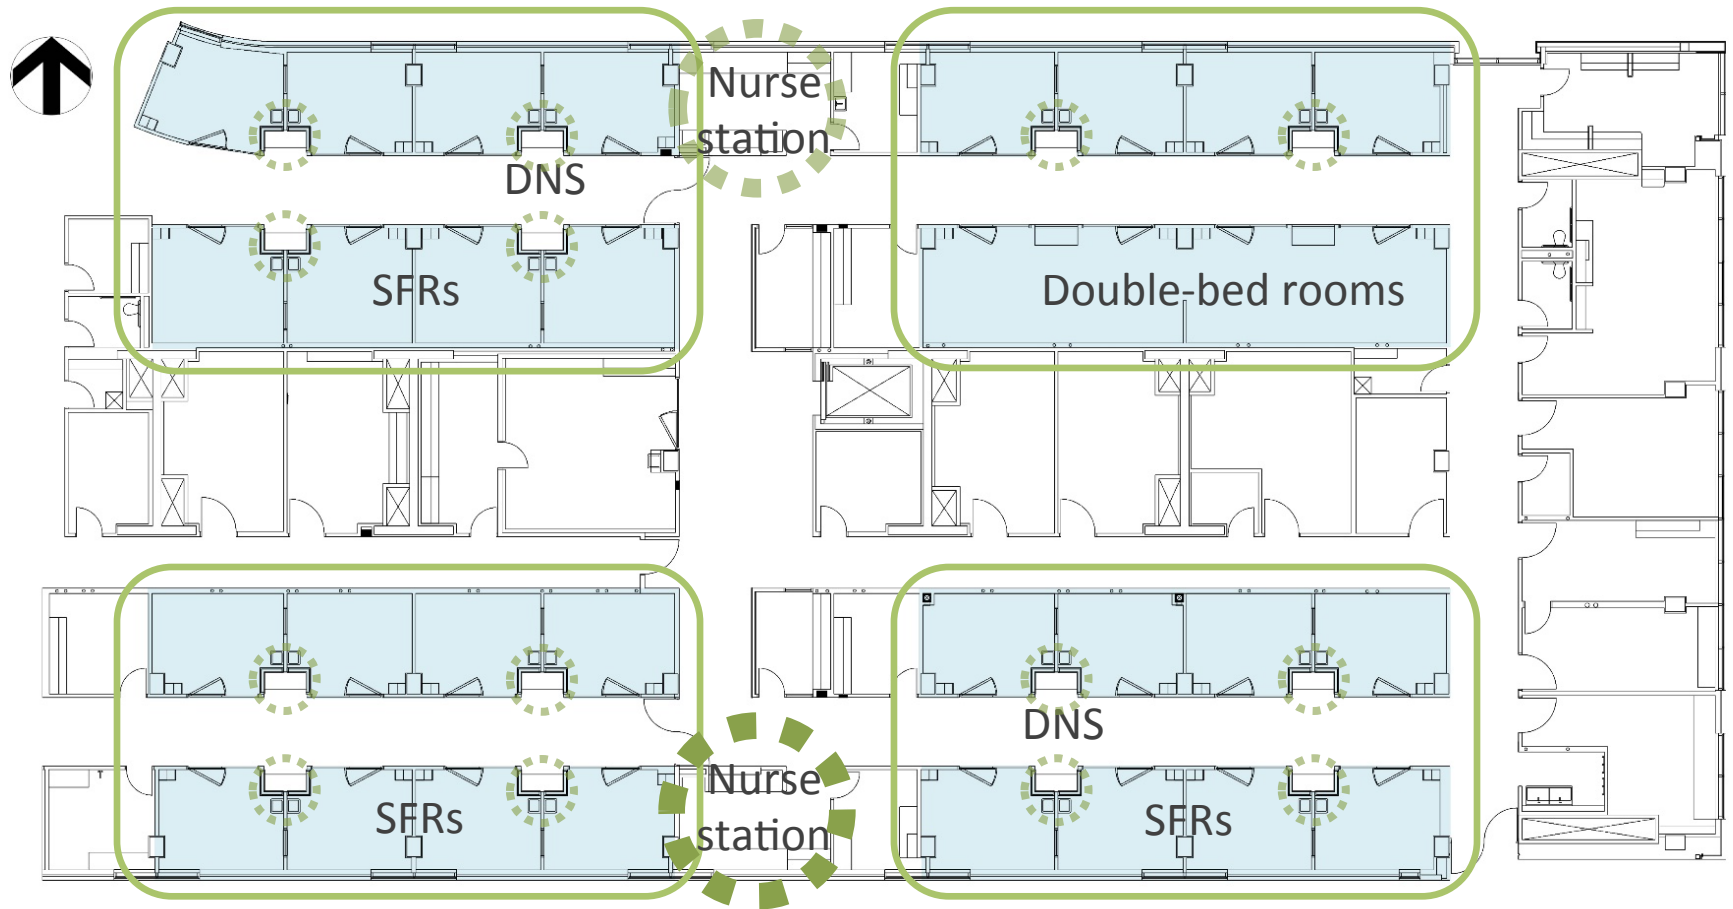 Nurse
station
DNS
SFRs
Double-bed rooms
DNS
Nurse
station
SFRs
SFRs